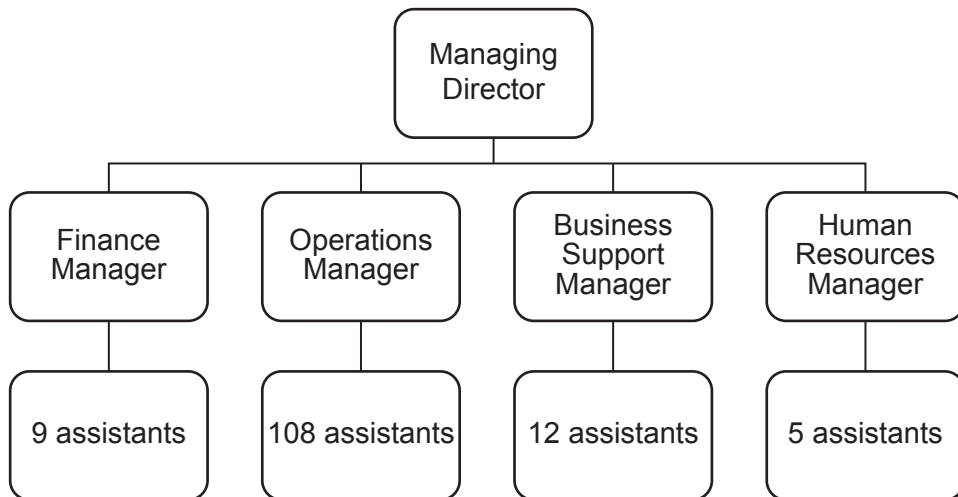 Managing
Director
Finance
Manager
Operations
Manager
Business
Support
Manager
Human
Resources
Manager
9 assistants
108 assistants
12 assistants
5 assistants